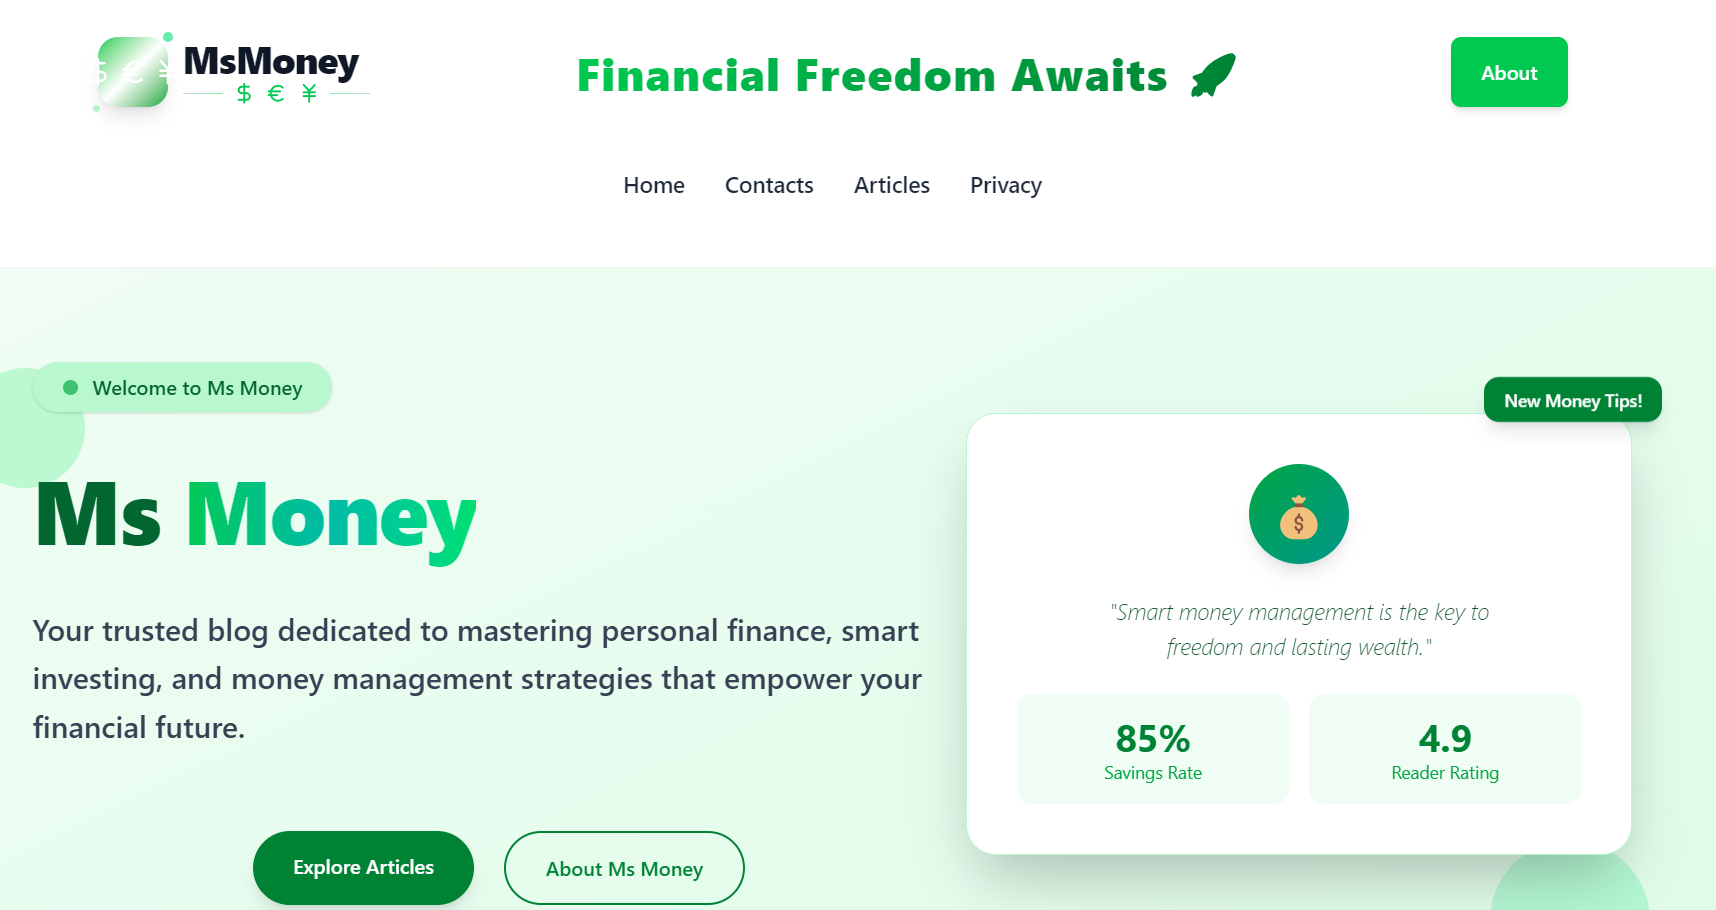 $ € ¥
MsMoney
$ € ¥
Financial Freedom Awaits
About
Home Contacts Articles Privacy
Welcome to Ms Money
Ms Money
Your trusted blog dedicated to mastering personal finance, smart
investing, and money management strategies that empower your
financial future.
Explore Articles
About Ms Money
New Money Tips!
$
"Smart money management is the key to
freedom and lasting wealth."
85%
Savings Rate
4.9
Reader Rating